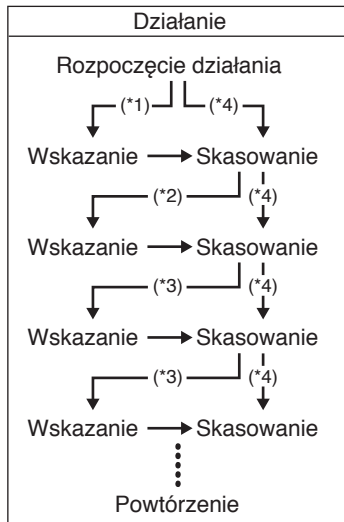 Działanie
Rozpoczęcie działania
(*1) (*4)
Wskazanie Skasowanie
(*2) (*4)
Wskazanie Skasowanie
(*3) (*4)
Wskazanie Skasowanie
(*3) (*4)
Wskazanie Skasowanie
Powtórzenie